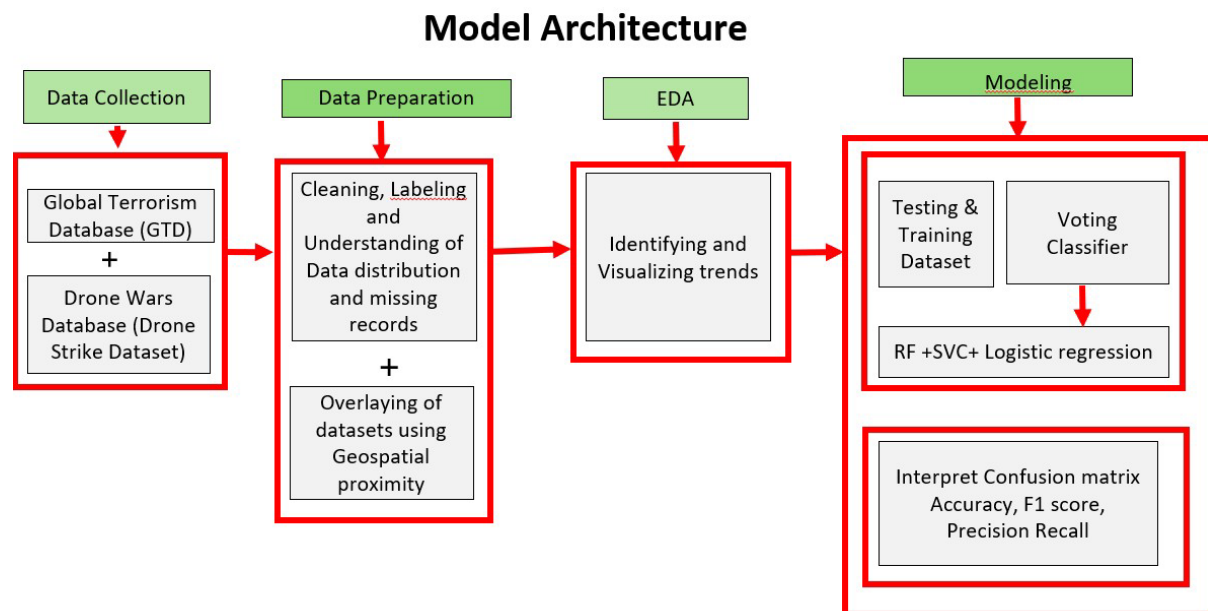 Model Architecture
Data Collection
Global Terrorism
Database (GTD)
+
Drone Wars
Database (Drone
Strike Dataset)
Data Preparation
Cleaning, Labeling
and
Understanding of
Data distribution
and missing
records
+
Overlaying of
datasets using
Geospatial
proximity
EDA
Identifying and
Visualizing trends
Modeling
Testing &
Training
Dataset
Voting
Classifier
RF +SVC+ Logistic regression
Interpret Confusion matrix
Accuracy, F1 score,
Precision Recall